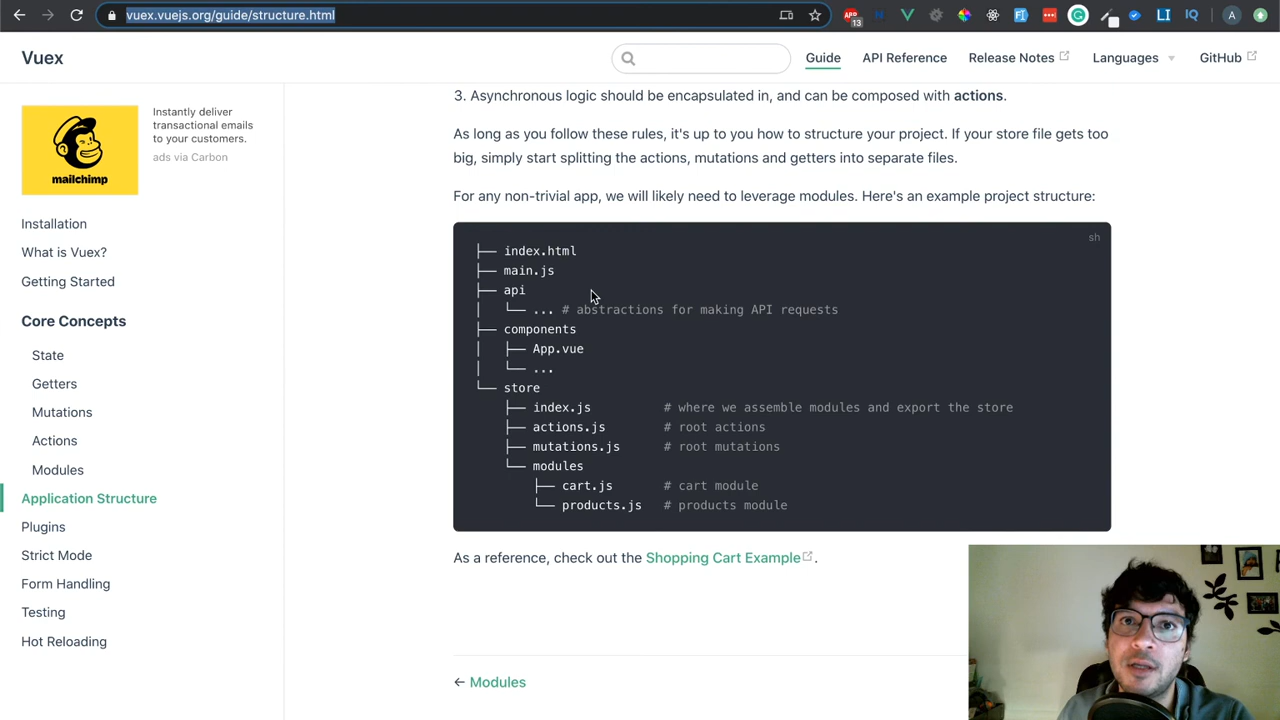 vuex.vuejs.org/guide/structure.html
ABP
13
A
Vuex
Guide
API Reference
Release Notes
Languages
GitHub
mailchimp
Instantly deliver
transactional emails
to your customers.
ads via Carbon
Installation
What is Vuex?
Getting Started
Core Concepts
State
Getters
Mutations
Actions
Modules
Application Structure
Plugins
Strict Mode
Form Handling
Testing
Hot Reloading
3. Asynchronous logic should be encapsulated in, and can be composed with actions.
As long as you follow these rules, it's up to you how to structure your project. If your store file gets too
big, simply start splitting the actions, mutations and getters into separate files.
For any non-trivial app, we will likely need to leverage modules. Here's an example project structure:
sh
├── index.html
├── main.js
├── api
│   └── ... # abstractions for making API requests
├── components
│   ├── App.vue
│   └── ...
└── store
    ├── index.js          # where we assemble modules and export the store
    ├── actions.js        # root actions
    ├── mutations.js      # root mutations
    └── modules
        ├── cart.js       # cart module
        └── products.js   # products module
As a reference, check out the Shopping Cart Example.
← Modules